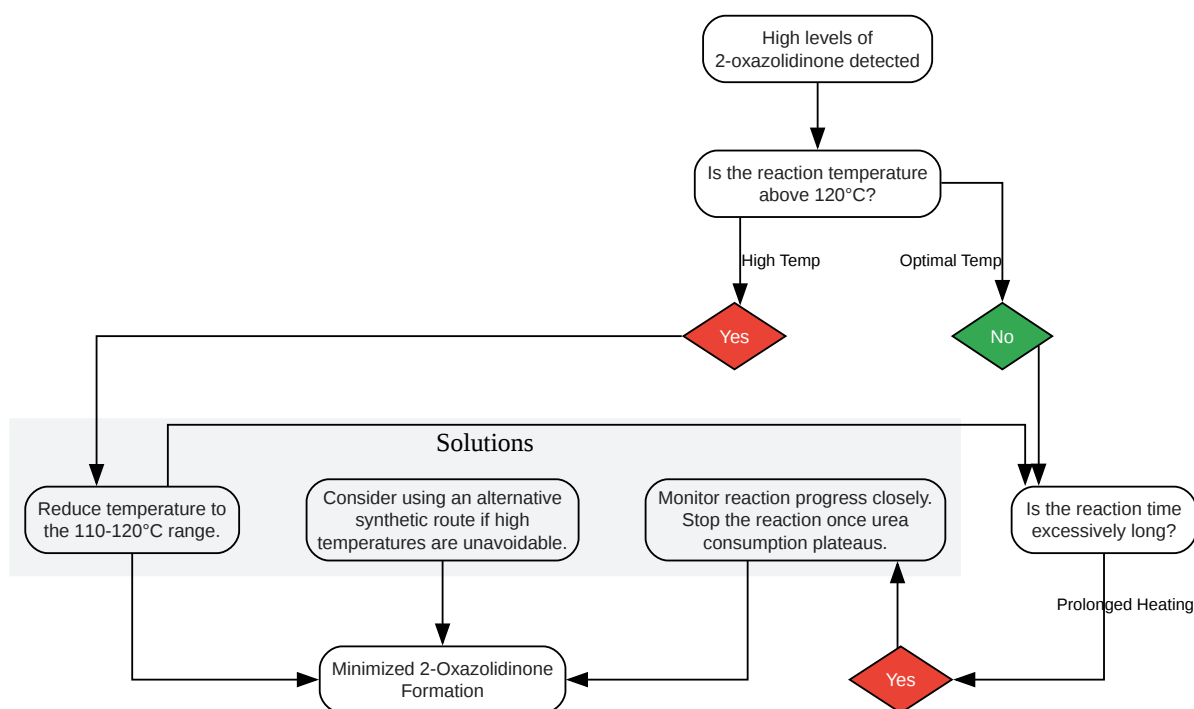 High levels of
2-oxazolidinone detected
Is the reaction temperature
above 120°C?
High Temp
Optimal Temp
Yes
No
Solutions
Reduce temperature to
the 110-120°C range.
Consider using an alternative
synthetic route if high
temperatures are unavoidable.
Monitor reaction progress closely.
Stop the reaction once urea
consumption plateaus.
Is the reaction time
excessively long?
Prolonged Heating
Minimized 2-Oxazolidinone
Formation
Yes